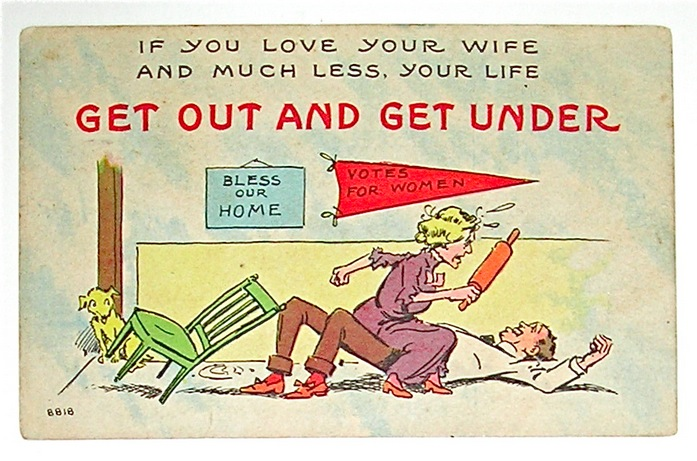 IF YOU LOVE YOUR WIFE
AND MUCH LESS, YOUR LIFE
GET OUT AND GET UNDER
BLESS
OUR
HOME
VOTES
FOR WOMEN
8818